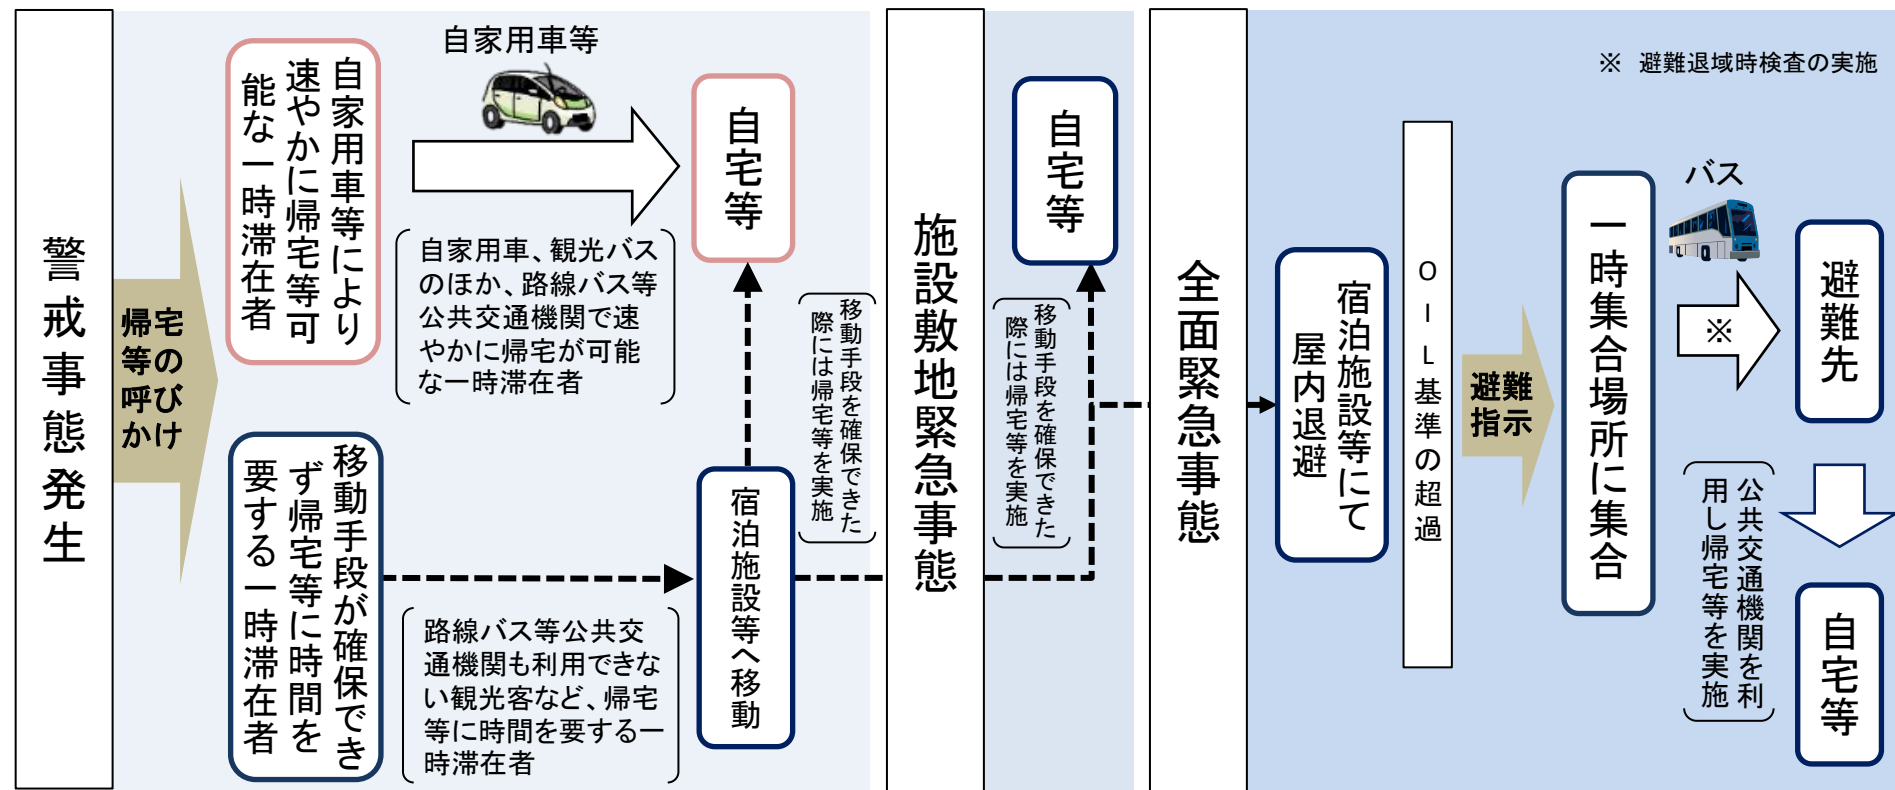 警戒事態発生
帰宅
等の
呼び
かけ
自家用車等により
速やかに帰宅等可
能な一時滞在者
自家用車等
自家用車、観光バス
のほか、路線バス等
公共交通機関で速
やかに帰宅が可能
な一時滞在者
自宅等
移動手段が確保でき
ず帰宅等に時間を
要する一時滞在者
路線バス等公共交
通機関も利用できな
い観光客など、帰宅
等に時間を要する一
時滞在者
宿泊施設等へ移動
移動手段を確保できた
際には帰宅等を実施
施設敷地緊急事態
自宅等
移動手段を確保できた
際には帰宅等を実施
全面緊急事態
※ 避難退域時検査の実施
宿泊施設等にて
屋内退避
OIL基準の超過
避難
指示
一時集合場所に集合
バス
※
避難先
公共交通機関を利
用し帰宅等を実施
自宅等